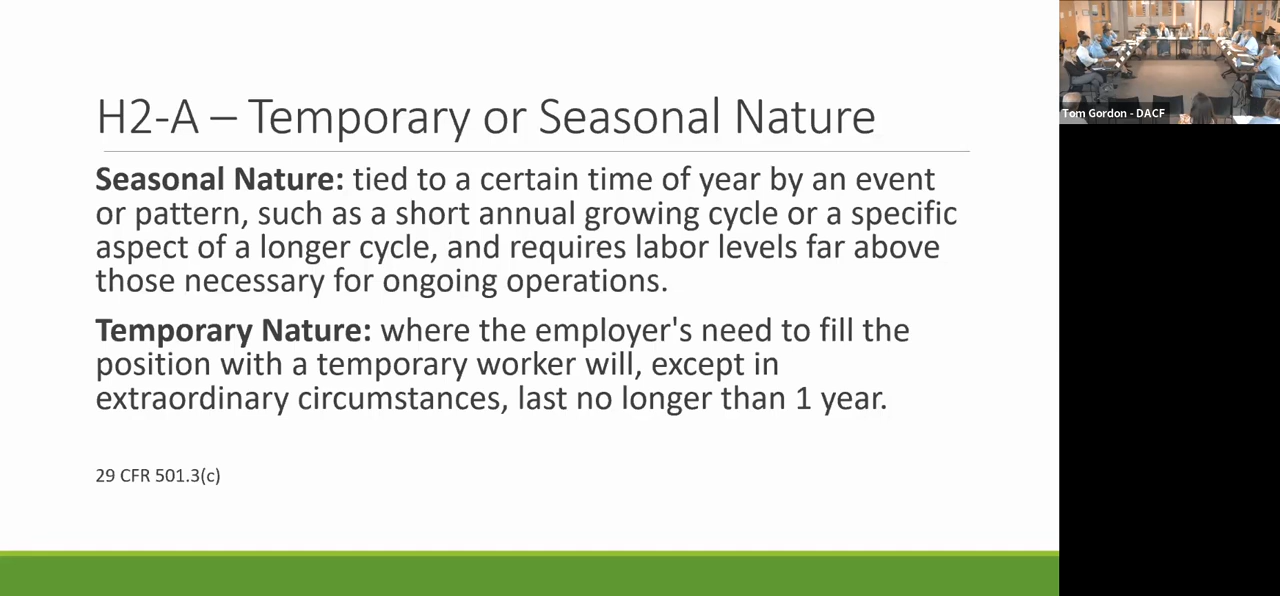 H2-A – Temporary or Seasonal Nature
Seasonal Nature: tied to a certain time of year by an event
or pattern, such as a short annual growing cycle or a specific
aspect of a longer cycle, and requires labor levels far above
those necessary for ongoing operations.
Temporary Nature: where the employer's need to fill the
position with a temporary worker will, except in
extraordinary circumstances, last no longer than 1 year.
29 CFR 501.3(c)
Tom Gordon - DACF